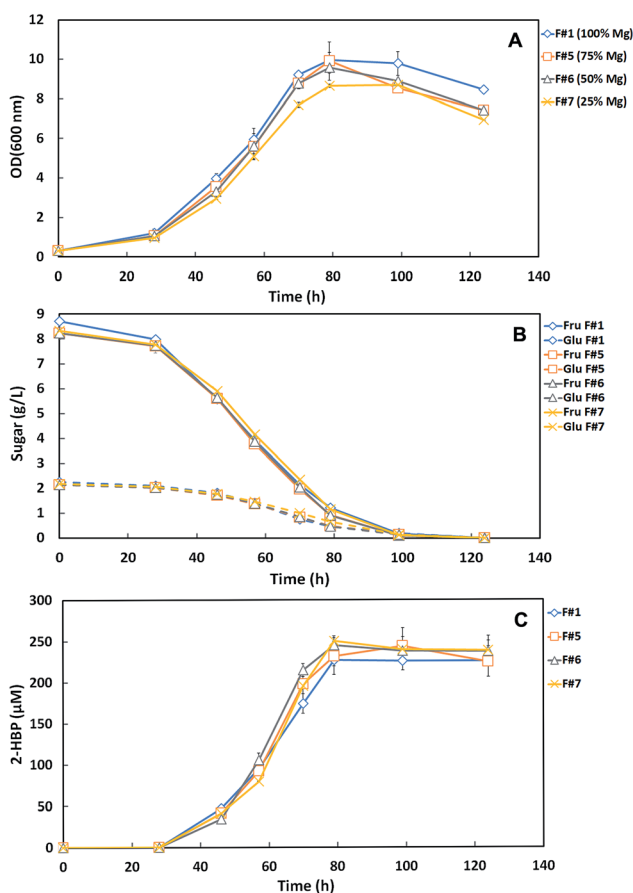 A
12
10
8
6
4
2
0
OD(600 nm)
0 20 40 60 80 100 120 140
Time (h)
F#1 (100% Mg)
F#5 (75% Mg)
F#6 (50% Mg)
F#7 (25% Mg)
B
9
8
7
6
5
4
3
2
1
0
Sugar (g/L)
0 20 40 60 80 100 120 140
Time (h)
Fru F#1
Glu F#1
Fru F#5
Glu F#5
Fru F#6
Glu F#6
Fru F#7
Glu F#7
C
300
250
200
150
100
50
0
2-HBP (µM)
0 20 40 60 80 100 120 140
Time (h)
F#1
F#5
F#6
F#7